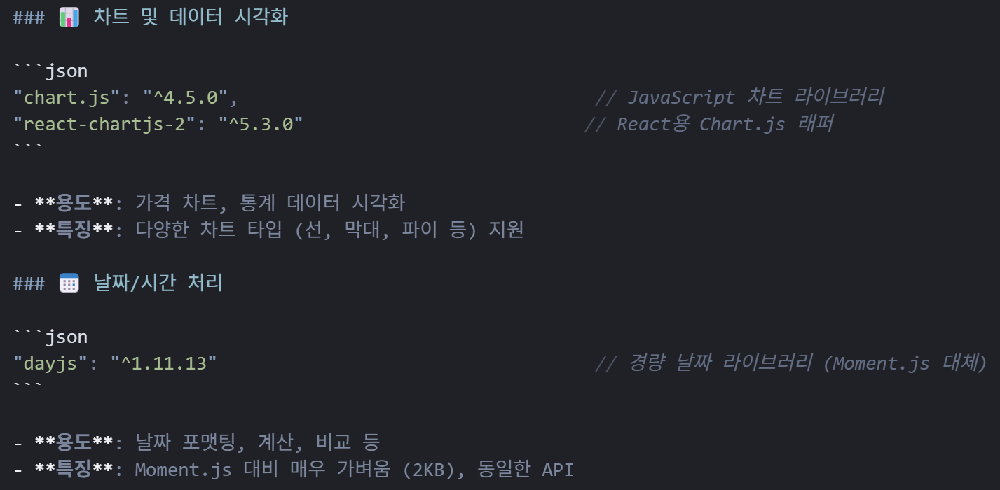 ### 📊 차트 및 데이터 시각화
```json
"chart.js": "^4.5.0", // JavaScript 차트 라이브러리
"react-chartjs-2": "^5.3.0" // React용 Chart.js 래퍼
```
- **용도**: 가격 차트, 통계 데이터 시각화
- **특징**: 다양한 차트 타입 (선, 막대, 파이 등) 지원
### 📅 날짜/시간 처리
```json
"dayjs": "^1.11.13" // 경량 날짜 라이브러리 (Moment.js 대체)
```
- **용도**: 날짜 포맷팅, 계산, 비교 등
- **특징**: Moment.js 대비 매우 가벼움 (2KB), 동일한 API